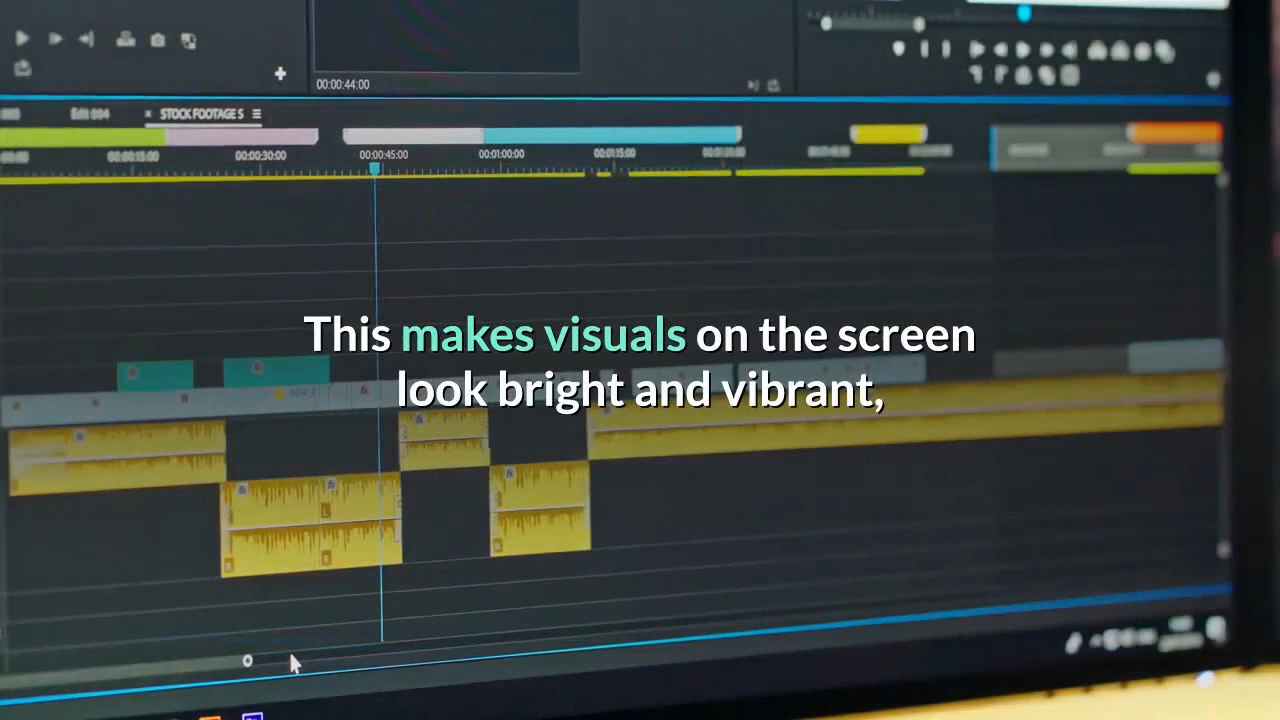 00:00:44:00
Edit 004
× STOCK FOOTAGE S ☰
00:00:15:00 00:00:30:00 00:00:45:00 00:01:00:00 00:01:15:00
This makes visuals on the screen
look bright and vibrant,